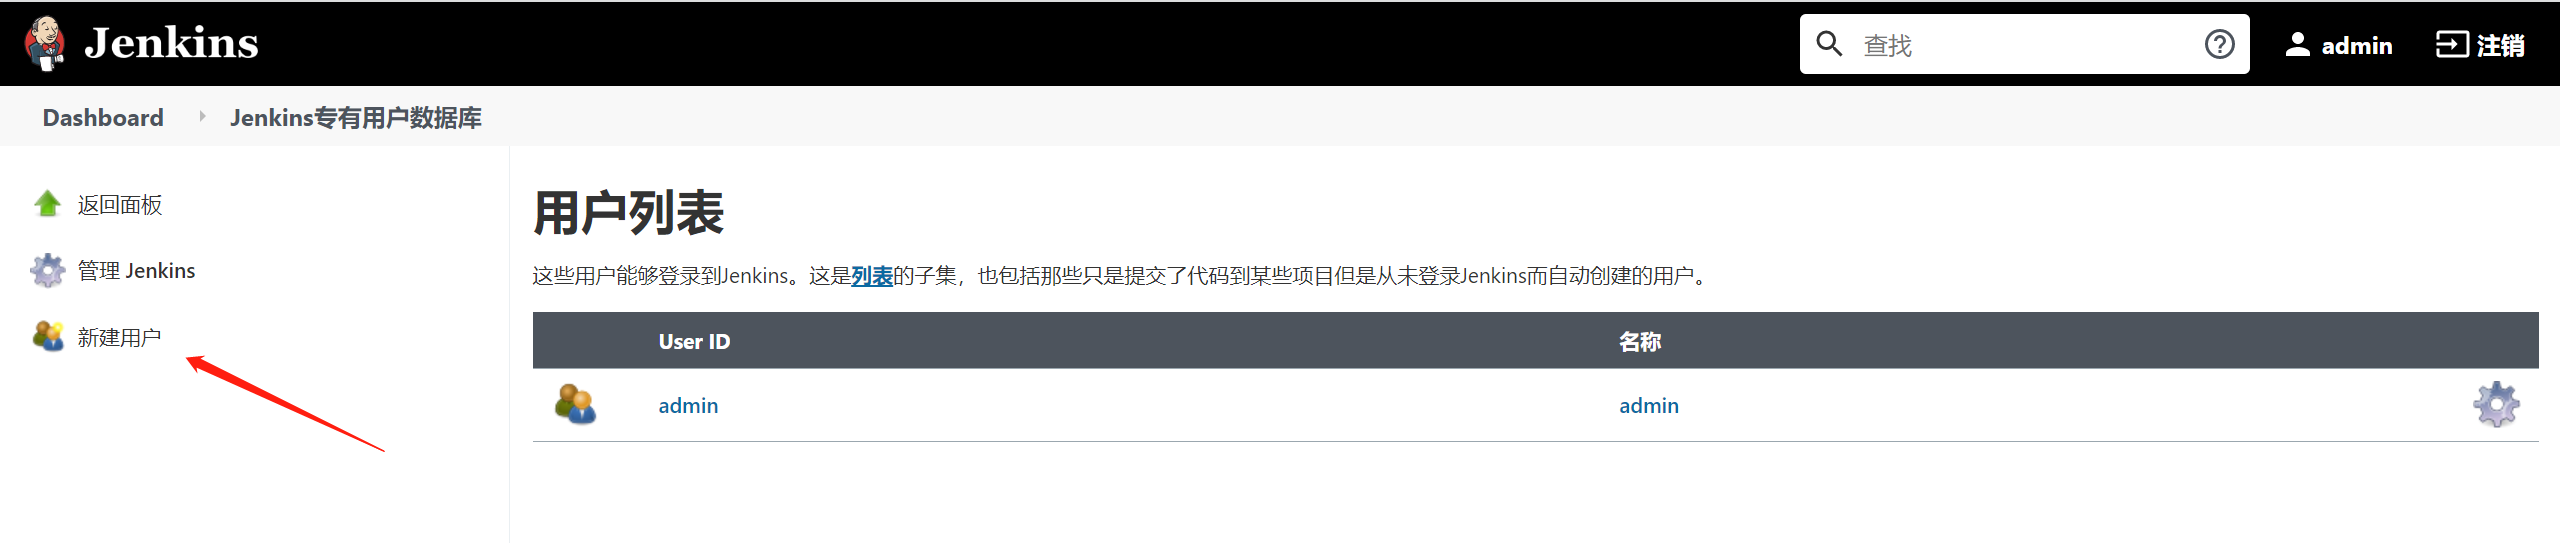 Jenkins
查找
admin
注销
Dashboard
Jenkins专有用户数据库
返回面板
管理 Jenkins
新建用户
用户列表
这些用户能够登录到Jenkins。这是列表的子集，也包括那些只是提交了代码到某些项目但是从未登录Jenkins而自动创建的用户。
User ID 名称
admin admin